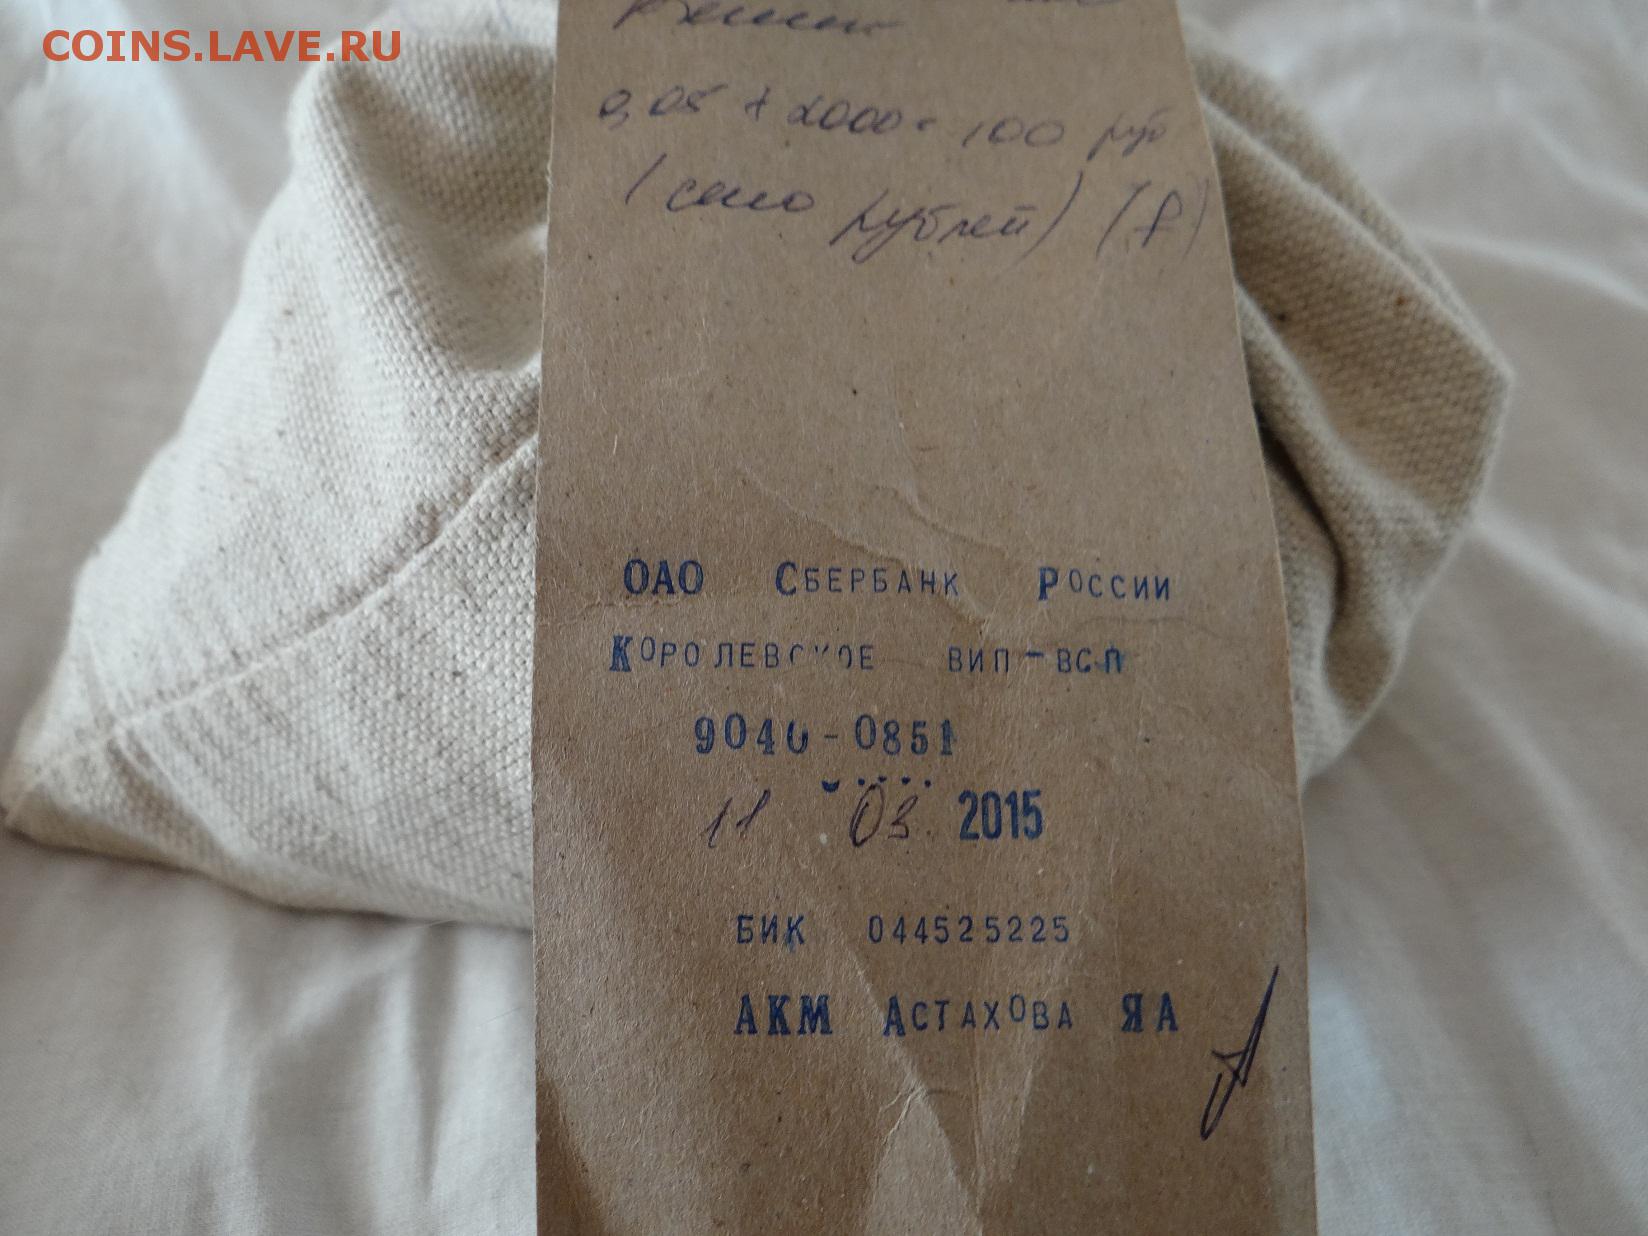 COINS.LAVE.RU
0,05 + 2000 = 100 руб
(сто рублей) (₽)
ОАО Сбербанк России
Королевское ВИП-ВСП
9040-0851
11 03. 2015
БИК 044525225
АКМ Астахова ЯА